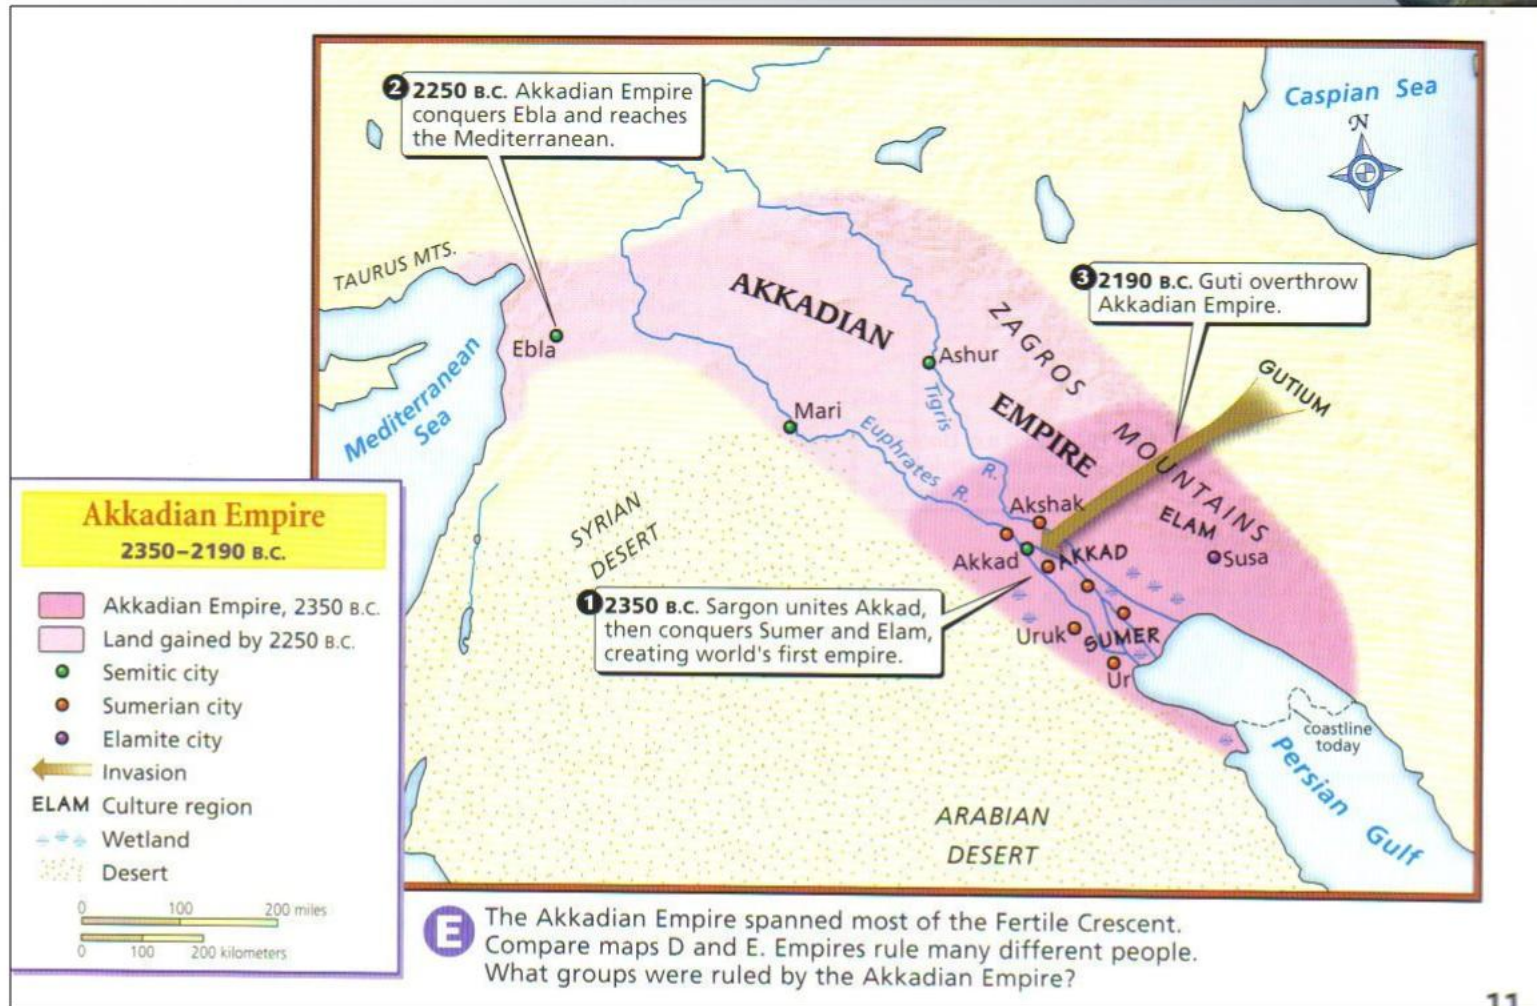 2 2250 B.C. Akkadian Empire
conquers Ebla and reaches
the Mediterranean.
Caspian Sea
N
TAURUS MTS.
3 2190 B.C. Guti overthrow
Akkadian Empire.
AKKADIAN
EMPIRE
ZAGROS
MOUNTAINS
GUTIUM
Ebla
Ashur
Mediterranean
Sea
Mari
Tigris
R.
Euphrates R.
Akshak
ELAM
Susa
SYRIAN
DESERT
Akkad
AKKAD
1 2350 B.C. Sargon unites Akkad,
then conquers Sumer and Elam,
creating world's first empire.
Uruk
SUMER
Ur
coastline
today
Persian Gulf
ARABIAN
DESERT
Akkadian Empire
2350–2190 B.C.
Akkadian Empire, 2350 B.C.
Land gained by 2250 B.C.
Semitic city
Sumerian city
Elamite city
Invasion
ELAM Culture region
Wetland
Desert
0 100 200 miles
0 100 200 kilometers
E The Akkadian Empire spanned most of the Fertile Crescent.
Compare maps D and E. Empires rule many different people.
What groups were ruled by the Akkadian Empire?
11